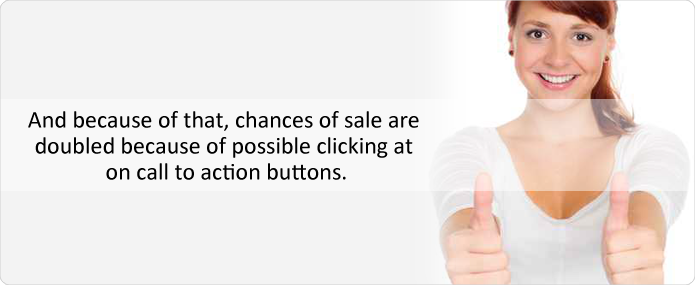 And because of that, chances of sale are
doubled because of possible clicking at
on call to action buttons.